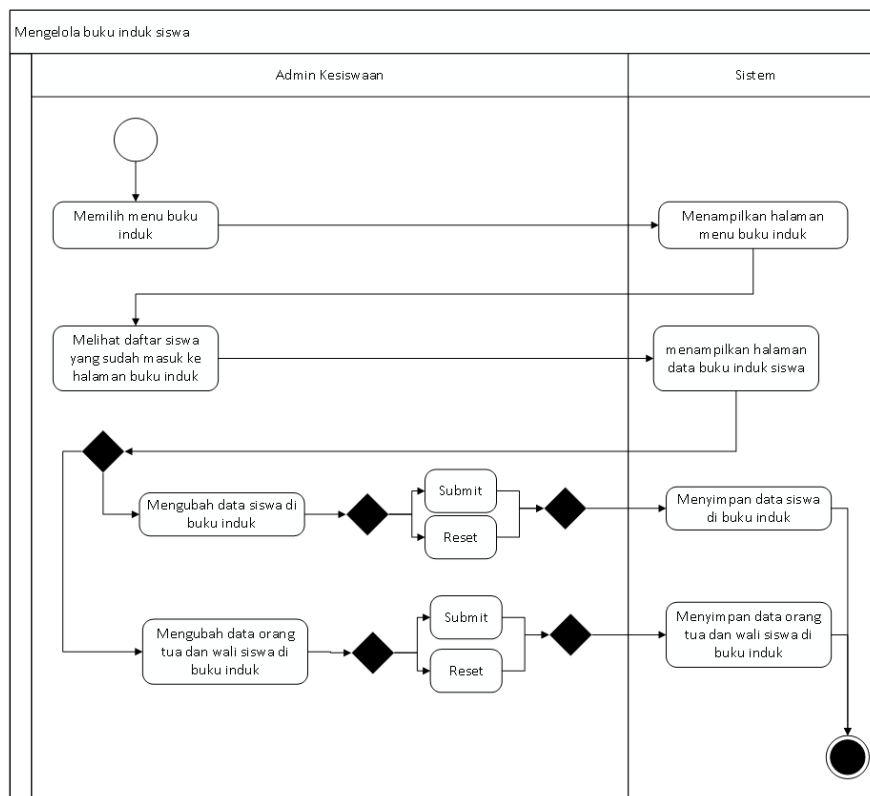 Mengelola buku induk siswa
Admin Kesiswaan
Sistem
Memilih menu buku
induk
Menampilkan halaman
menu buku induk
Melihat daftar siswa
yang sudah masuk ke
halaman buku induk
menampilkan halaman
data buku induk siswa
Mengubah data siswa di
buku induk
Submit
Reset
Menyimpan data siswa
di buku induk
Mengubah data orang
tua dan wali siswa di
buku induk
Submit
Reset
Menyimpan data orang
tua dan wali siswa di
buku induk